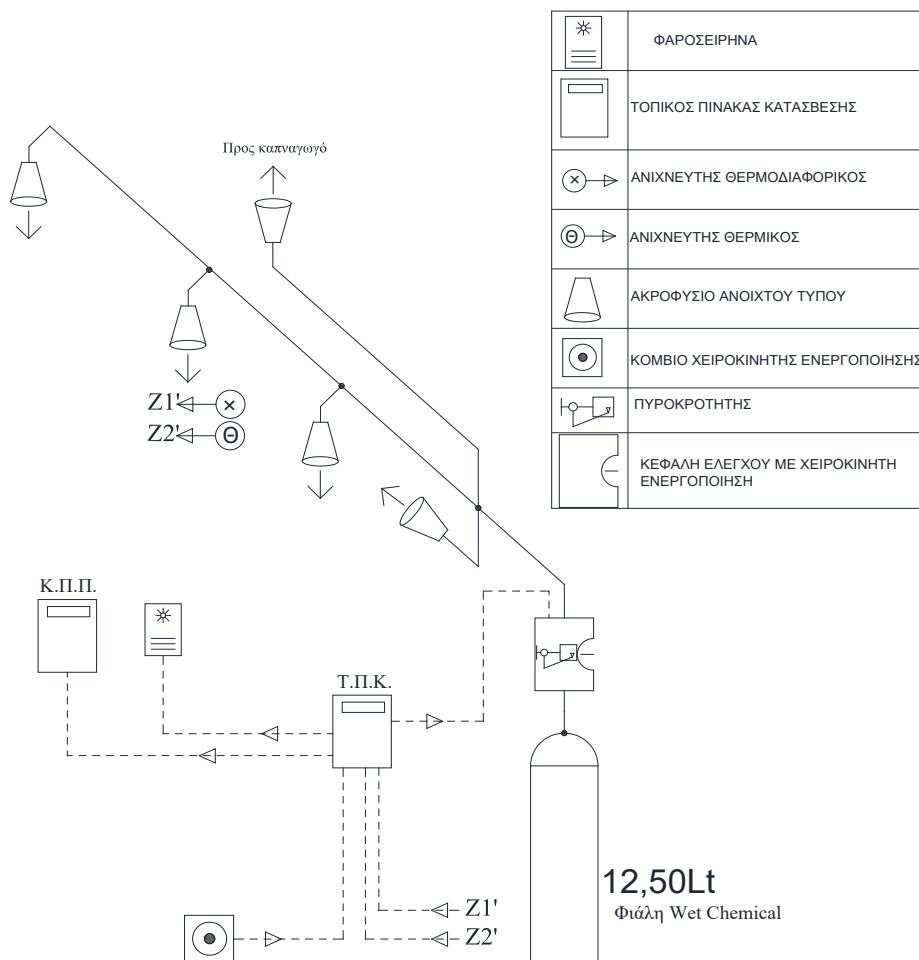 ΦΑΡΟΣΕΙΡΗΝΑ
ΤΟΠΙΚΟΣ ΠΙΝΑΚΑΣ ΚΑΤΑΣΒΕΣΗΣ
ΑΝΙΧΝΕΥΤΗΣ ΘΕΡΜΟΔΙΑΦΟΡΙΚΟΣ
Θ
ΑΝΙΧΝΕΥΤΗΣ ΘΕΡΜΙΚΟΣ
ΑΚΡΟΦΥΣΙΟ ΑΝΟΙΧΤΟΥ ΤΥΠΟΥ
ΚΟΜΒΙΟ ΧΕΙΡΟΚΙΝΗΤΗΣ ΕΝΕΡΓΟΠΟΙΗΣΗΣ
ΠΥΡΟΚΡΟΤΗΤΗΣ
ΚΕΦΑΛΗ ΕΛΕΓΧΟΥ ΜΕ ΧΕΙΡΟΚΙΝΗΤΗ
ΕΝΕΡΓΟΠΟΙΗΣΗ
Προς καπναγωγό
Z1'
Z2' Θ
Κ.Π.Π.
Τ.Π.Κ.
Z1'
Z2'
12,50Lt
Φιάλη Wet Chemical